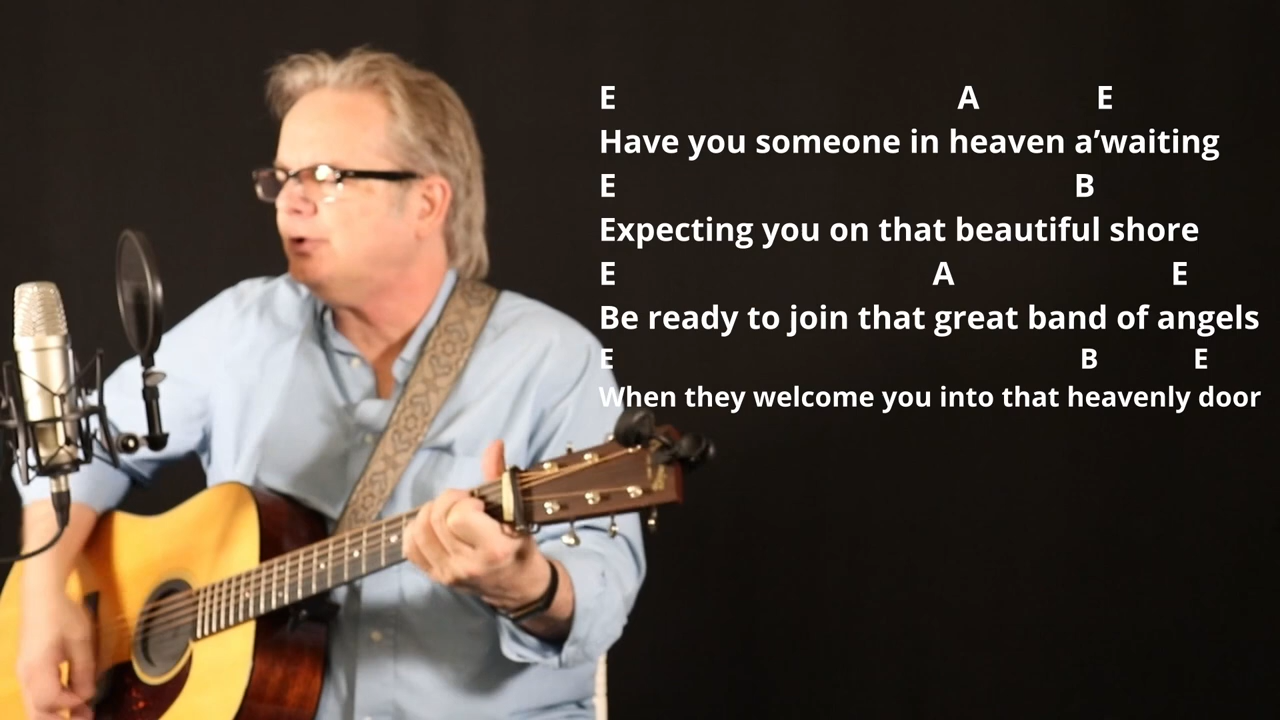 E A E
Have you someone in heaven a’waiting
E B
Expecting you on that beautiful shore
E A E
Be ready to join that great band of angels
E B E
When they welcome you into that heavenly door